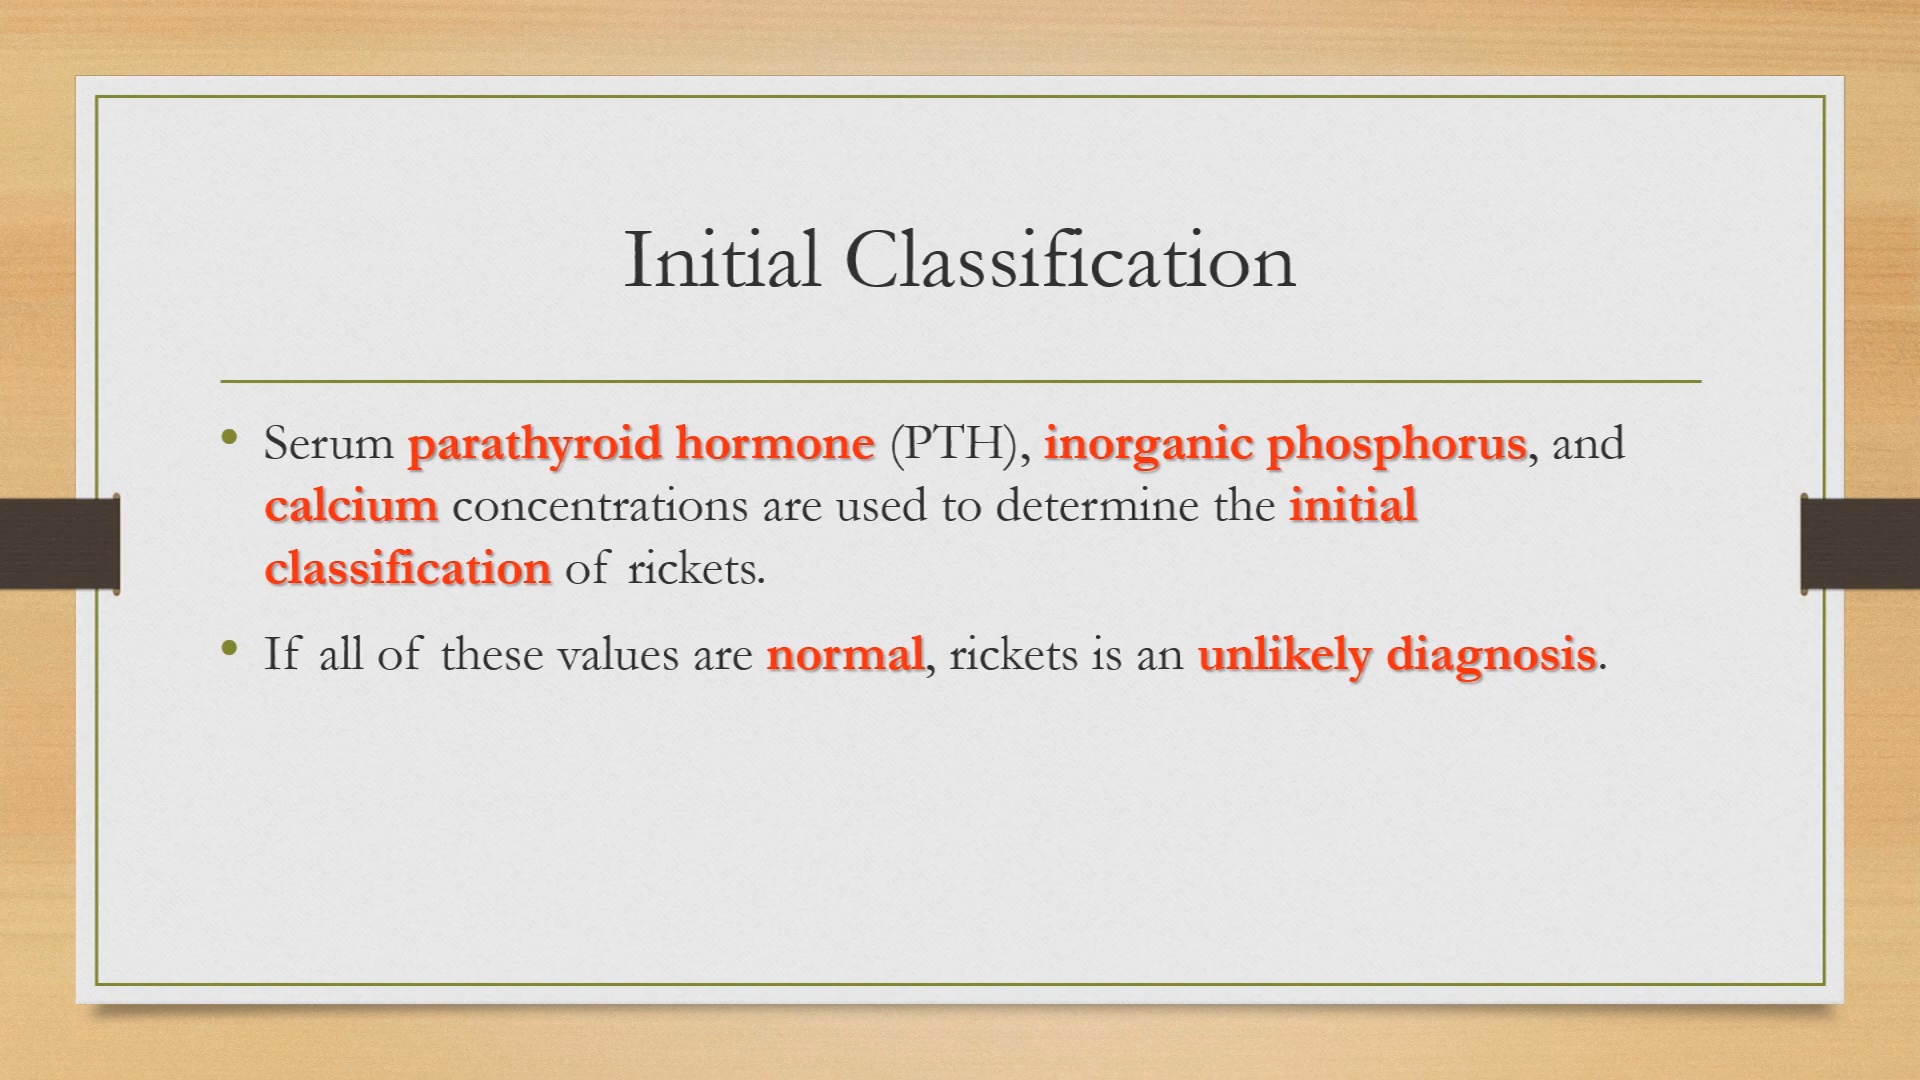 Initial Classification
• Serum parathyroid hormone (PTH), inorganic phosphorus, and
calcium concentrations are used to determine the initial
classification of rickets.
• If all of these values are normal, rickets is an unlikely diagnosis.